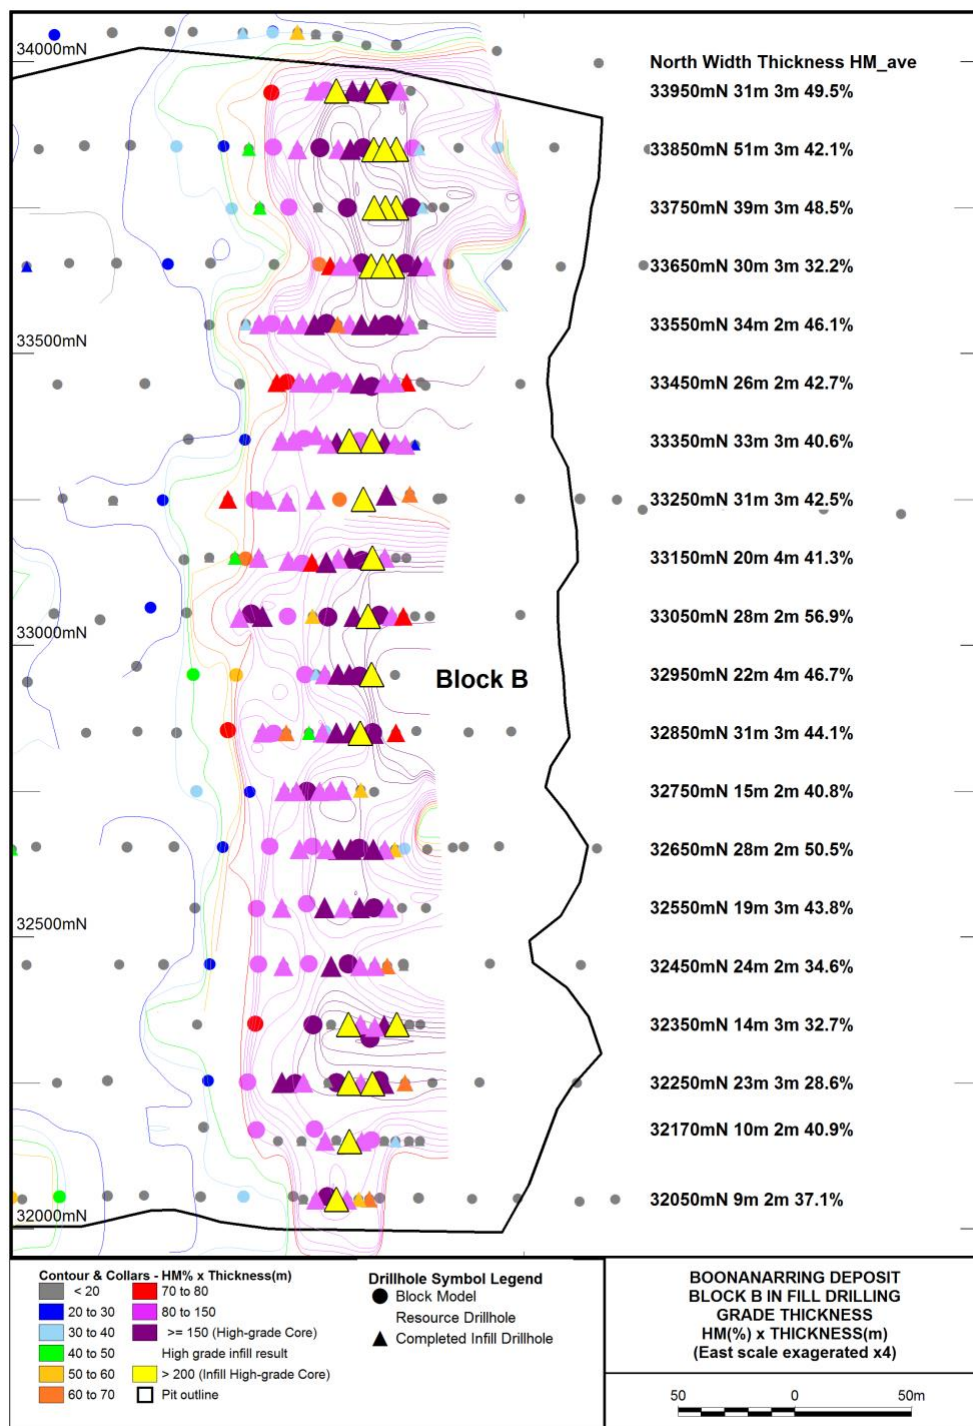 34000mN
North Width Thickness HM_ave
33950mN 31m 3m 49.5%
33850mN 51m 3m 42.1%
33750mN 39m 3m 48.5%
33650mN 30m 3m 32.2%
33550mN 34m 2m 46.1%
33500mN
33450mN 26m 2m 42.7%
33350mN 33m 3m 40.6%
33250mN 31m 3m 42.5%
33150mN 20m 4m 41.3%
33050mN 28m 2m 56.9%
33000mN
32950mN 22m 4m 46.7%
Block B
32850mN 31m 3m 44.1%
32750mN 15m 2m 40.8%
32650mN 28m 2m 50.5%
32550mN 19m 3m 43.8%
32500mN
32450mN 24m 2m 34.6%
32350mN 14m 3m 32.7%
32250mN 23m 3m 28.6%
32170mN 10m 2m 40.9%
32050mN 9m 2m 37.1%
32000mN
Contour & Collars - HM% x Thickness(m)
< 20
20 to 30
30 to 40
40 to 50
50 to 60
60 to 70
70 to 80
80 to 150
>= 150 (High-grade Core)
High grade infill result
> 200 (Infill High-grade Core)
Pit outline
Drillhole Symbol Legend
Block Model
Resource Drillhole
Completed Infill Drillhole
BOONANARRING DEPOSIT
BLOCK B IN FILL DRILLING
GRADE THICKNESS
HM(%) x THICKNESS(m)
(East scale exagerated x4)
50 0 50m